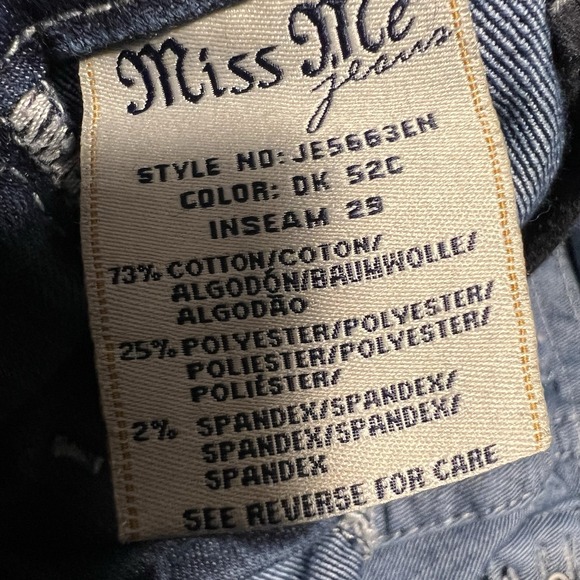 Miss Me
jeans
STYLE NO: JE5663EN
COLOR: DK 52C
INSEAM 29
73% COTTON/COTON/
ALGODÓN/BAUMWOLLE/
ALGODÃO
25% POLYESTER/POLYESTER/
POLIESTER/POLYESTER/
POLIÉSTER/
2% SPANDEX/SPANDEX/
SPANDEX/SPANDEX/
SPANDEX
SEE REVERSE FOR CARE